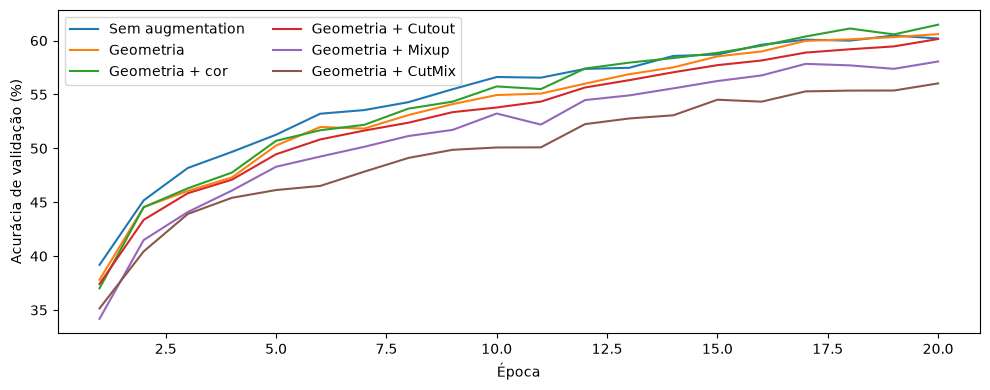 Sem augmentation
Geometria
Geometria + cor
Geometria + Cutout
Geometria + Mixup
Geometria + CutMix
Acurácia de validação (%)
60
55
50
45
40
35
2.5 5.0 7.5 10.0 12.5 15.0 17.5 20.0
Época